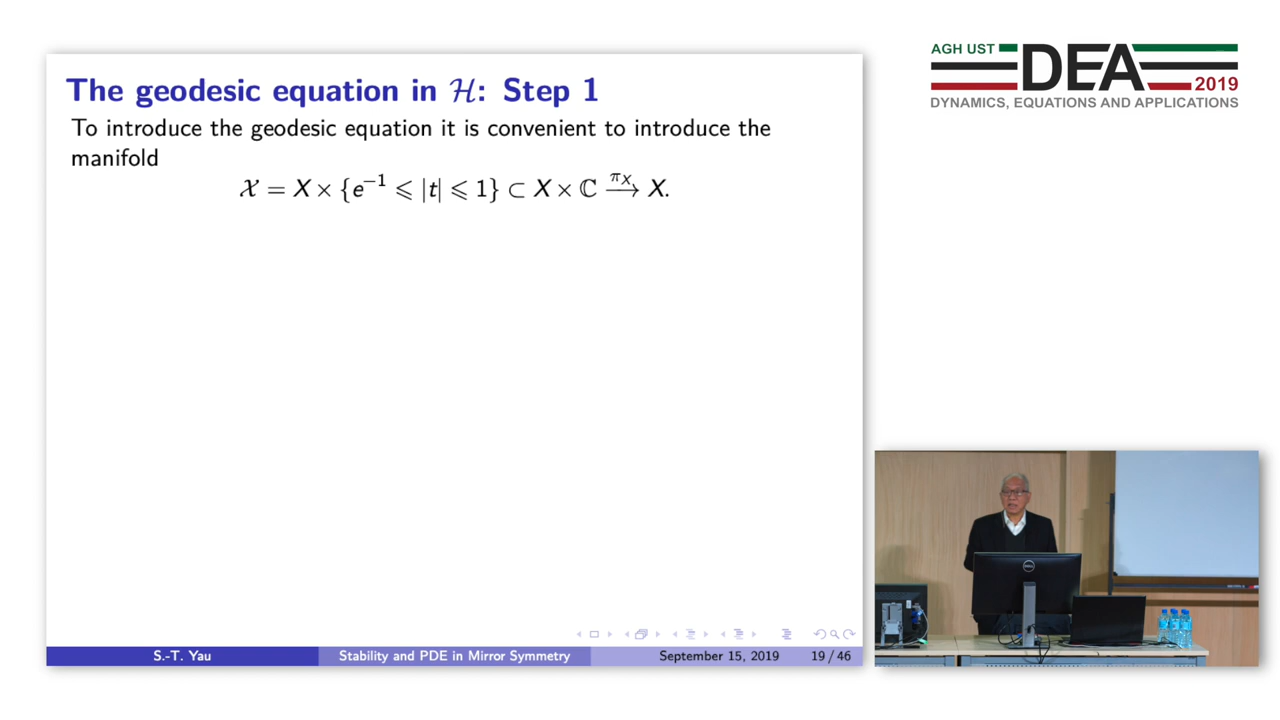 AGH UST
DEA
2019
DYNAMICS, EQUATIONS AND APPLICATIONS
The geodesic equation in ℋ: Step 1
To introduce the geodesic equation it is convenient to introduce the
manifold
𝒳 = X × {e⁻¹ ⩽ |t| ⩽ 1} ⊂ X × ℂ →^{π_X} X.
S.-T. Yau Stability and PDE in Mirror Symmetry September 15, 2019 19 / 46
DELL